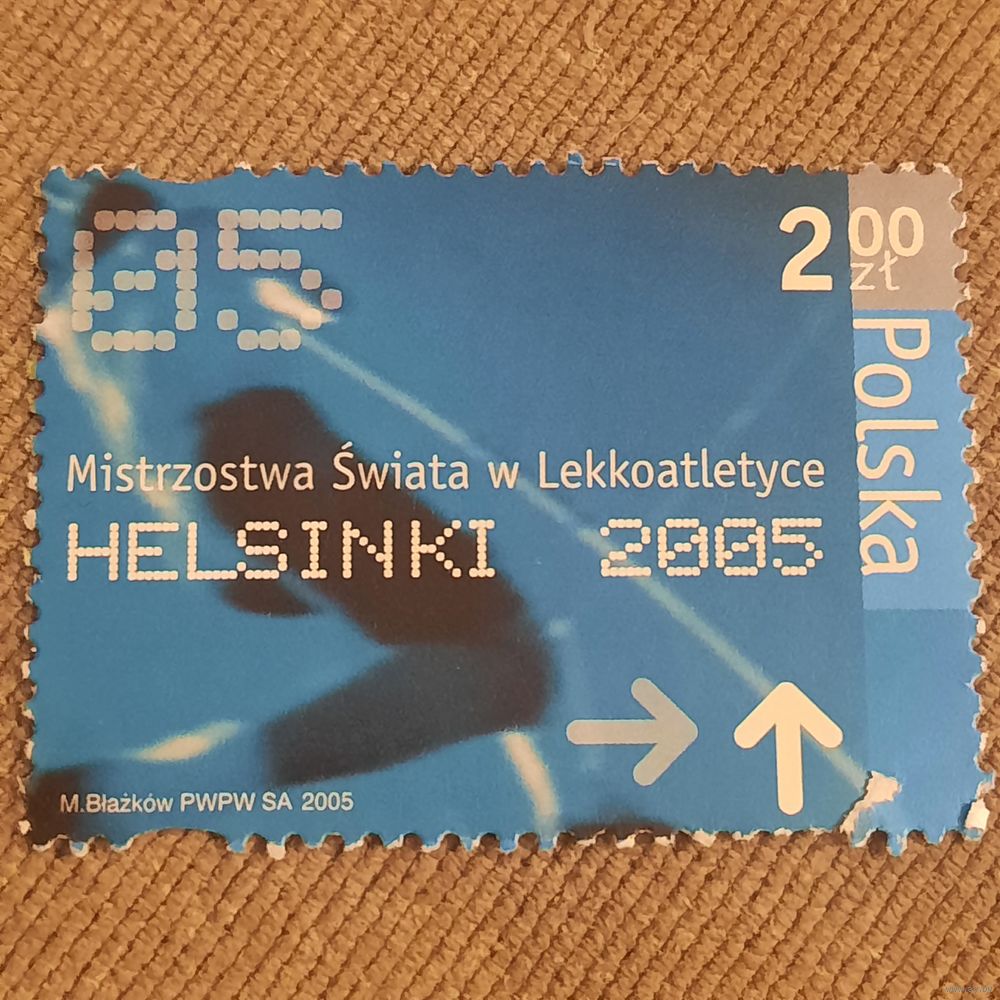 05
2 00
zł
Polska
Mistrzostwa Świata w Lekkoatletyce
HELSINKI 2005
M.Błażków PWPW SA 2005